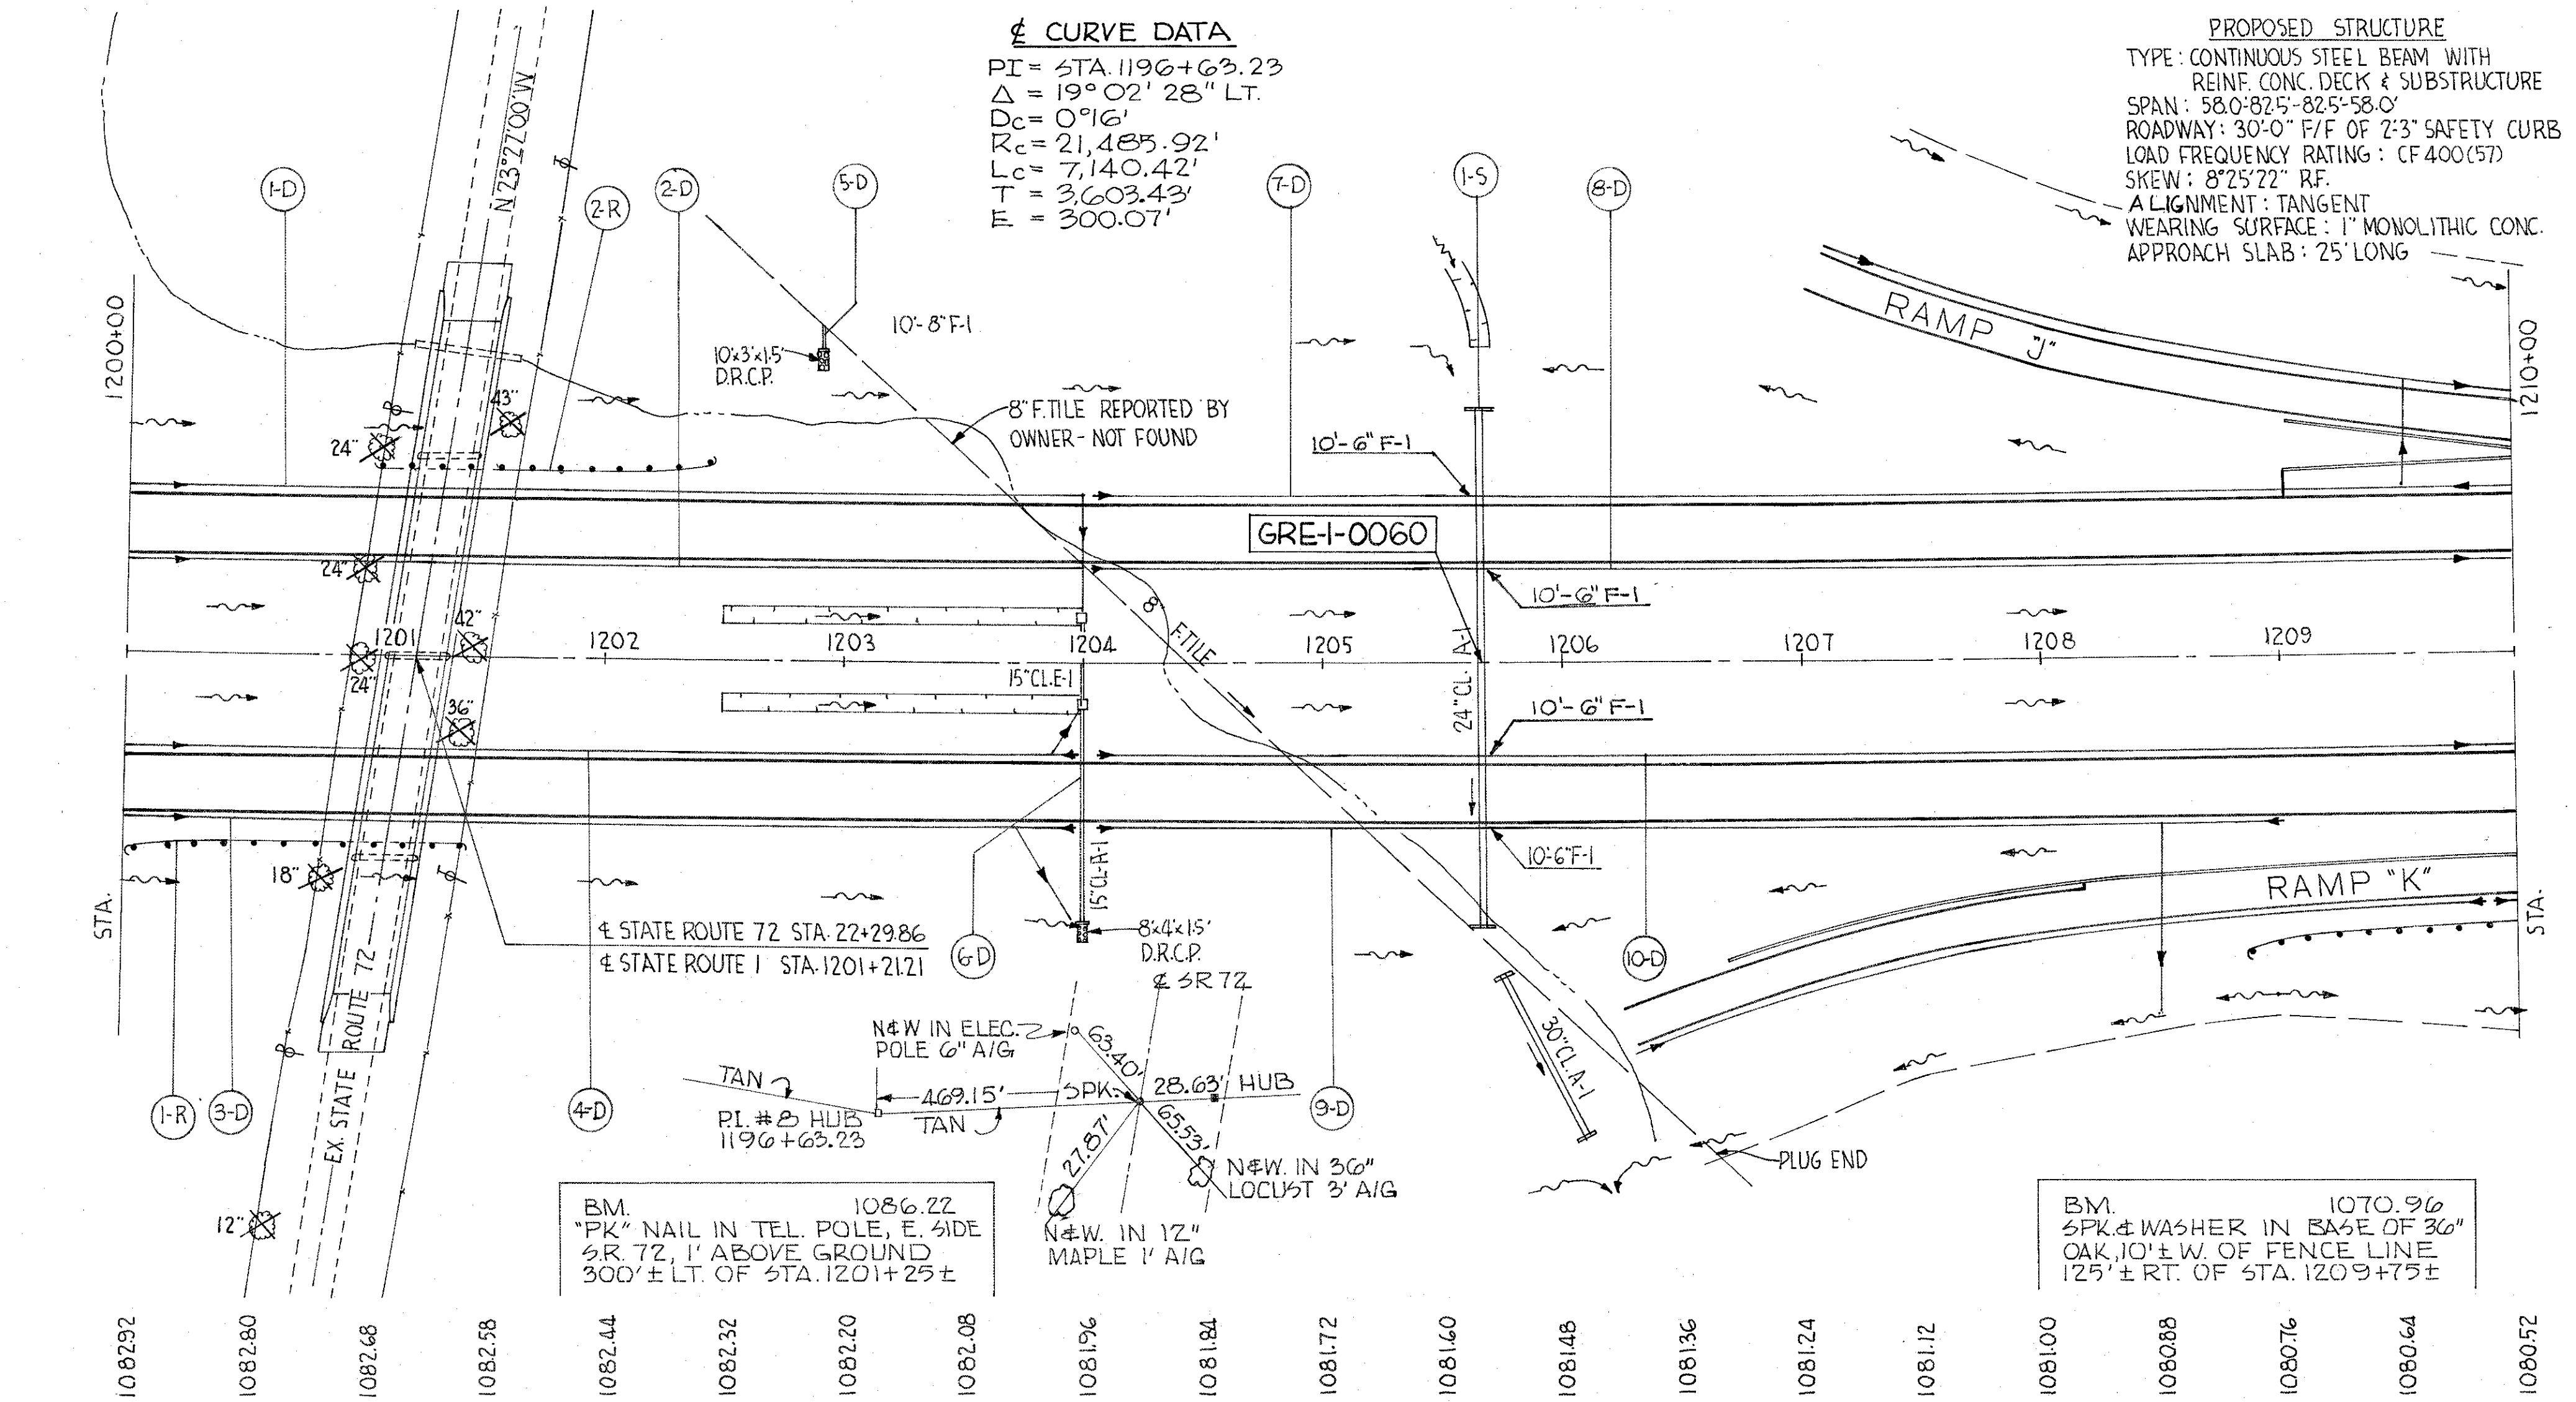 ₵ CURVE DATA
PI = STA. 1196+63.23
Δ = 19° 02' 28" LT.
Dc = 0°16'
Rc = 21,485.92'
Lc = 7,140.42'
T = 3,603.43'
E = 300.07'
PROPOSED STRUCTURE
TYPE: CONTINUOUS STEEL BEAM WITH
REINF. CONC. DECK & SUBSTRUCTURE
SPAN: 58.0'-82.5'-82.5'-58.0'
ROADWAY: 30'-0" F/F OF 2'-3" SAFETY CURB
LOAD FREQUENCY RATING: CF 400 (57)
SKEW: 8°25'22" R.F.
ALIGNMENT: TANGENT
WEARING SURFACE: 1" MONOLITHIC CONC.
APPROACH SLAB: 25' LONG
N 23°27'00" W
1-D
2-R
2-D
5-D
7-D
1-S
8-D
1200+00
1210+00
RAMP "J"
10'-8" F-1
10'x3'x1.5'
D.R.C.P.
8" F.TILE REPORTED BY
OWNER-NOT FOUND
43"
24"
10'-6" F-1
GRE-1-0060
24"
10'-6" F-1
42"
8" F.TILE
1201
1202
1203
1204
1205
1206
1207
1208
1209
24"
15" CL.E-1
24" CL. A-1
36"
10'-6" F-1
18"
15" CL-A-1
10'-6" F-1
RAMP "K"
STA.
STA.
₵ STATE ROUTE 72 STA. 22+29.86
₵ STATE ROUTE 1 STA. 1201+21.21
6-D
8'x4'x1.5'
D.R.C.P.
10-D
₵ SR 72
N&W IN ELEC.
POLE 6" A/G
63.40'
30" CL. A-1
TAN
469.15'
SPK.
28.63'
HUB
1-R
3-D
4-D
9-D
P.I. #8 HUB
1196+63.23
TAN
27.87'
65.53'
EX. STATE ROUTE 72
N&W. IN 36"
LOCUST 3' A/G
PLUG END
12"
N&W. IN 12"
MAPLE 1' A/G
BM. 1086.22
"PK" NAIL IN TEL. POLE, E. SIDE
S.R. 72, 1' ABOVE GROUND
300'± LT. OF STA. 1201+25±
BM. 1070.96
SPK.& WASHER IN BASE OF 36"
OAK, 10'± W. OF FENCE LINE
125'± RT. OF STA. 1209+75±
1082.92
1082.80
1082.68
1082.58
1082.44
1082.32
1082.20
1082.08
1081.96
1081.84
1081.72
1081.60
1081.48
1081.36
1081.24
1081.12
1081.00
1080.88
1080.76
1080.64
1080.52